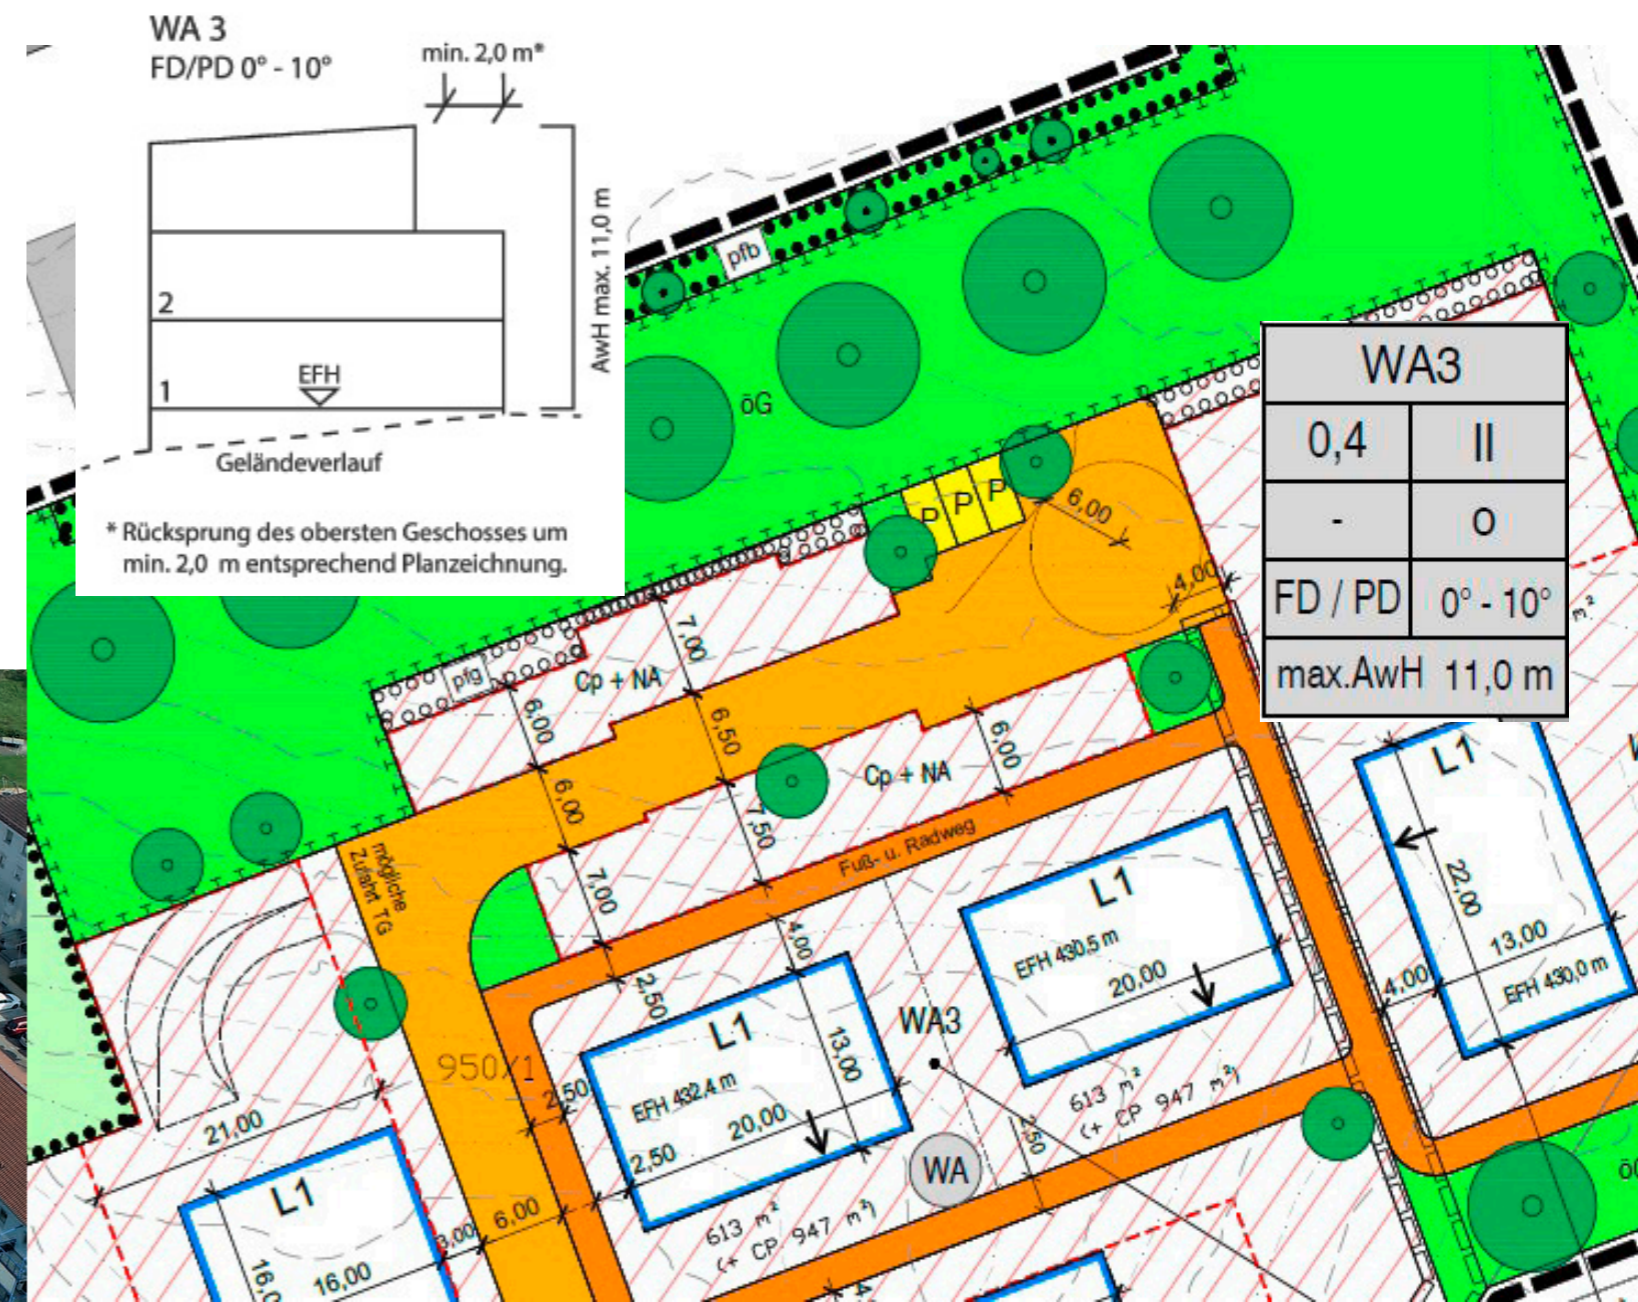 WA 3
FD/PD 0° - 10°
min. 2,0 m*
AwH max. 11,0 m
2
1
EFH
Geländeverlauf
* Rücksprung des obersten Geschosses um
min. 2,0 m entsprechend Planzeichnung.
pfb
öG
P
P
P
6,00
4,00
WA3
0,4
II
-
o
FD / PD
0° - 10°
max.AwH 11,0 m
m²
pfg
Cp + NA
7,00
6,00
6,50
6,00
Cp + NA
6,00
7,50
7,00
Fuß- u. Radweg
mögliche
Zufahrt TG
L1
22,00
13,00
4,00
EFH 430,0 m
L1
EFH 430,5 m
20,00
4,00
2,50
L1
13,00
EFH 432,4 m
20,00
2,50
2,50
WA3
950/1
613 m²
(+ CP 947 m²)
2,50
WA
613 m²
(+ CP 947 m²)
21,00
L1
16,00
3,00
6,00